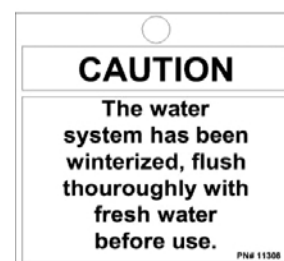 CAUTION
The water
system has been
winterized, flush
thouroughly with
fresh water
before use.
PN# 11308